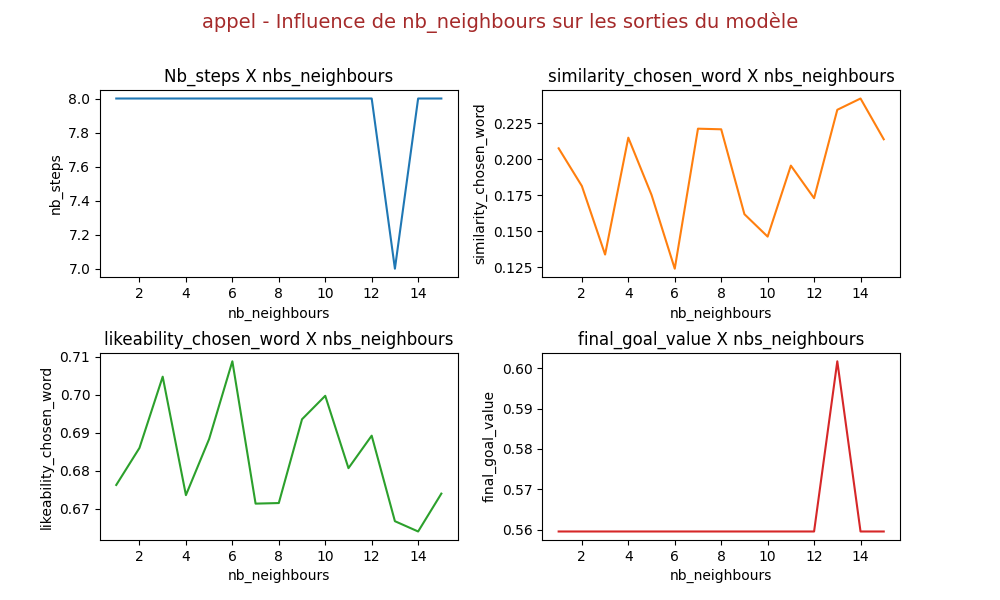 appel - Influence de nb_neighbours sur les sorties du modèle
Nb_steps X nbs_neighbours
nb_steps
8.0
7.8
7.6
7.4
7.2
7.0
2 4 6 8 10 12 14
nb_neighbours
similarity_chosen_word X nbs_neighbours
similarity_chosen_word
0.225
0.200
0.175
0.150
0.125
2 4 6 8 10 12 14
nb_neighbours
likeability_chosen_word X nbs_neighbours
likeability_chosen_word
0.71
0.70
0.69
0.68
0.67
2 4 6 8 10 12 14
nb_neighbours
final_goal_value X nbs_neighbours
final_goal_value
0.60
0.59
0.58
0.57
0.56
2 4 6 8 10 12 14
nb_neighbours